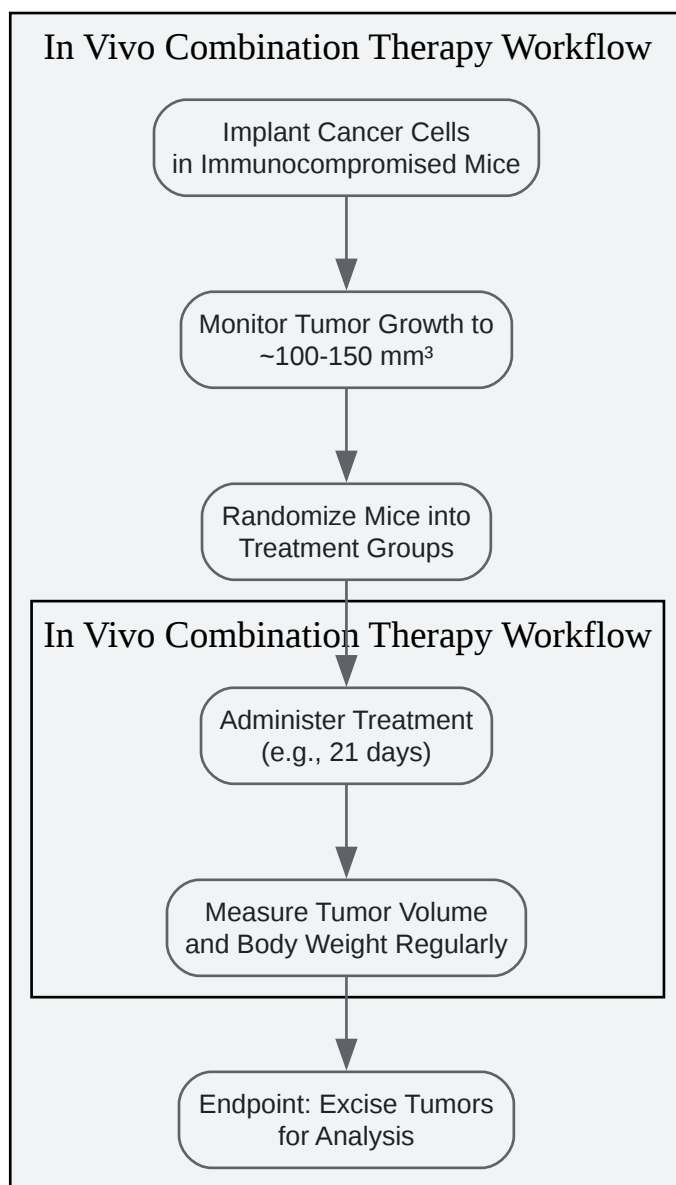 In Vivo Combination Therapy Workflow
Implant Cancer Cells
in Immunocompromised Mice
Monitor Tumor Growth to
~100-150 mm³
Randomize Mice into
Treatment Groups
In Vivo Combination Therapy Workflow
Administer Treatment
(e.g., 21 days)
Measure Tumor Volume
and Body Weight Regularly
Endpoint: Excise Tumors
for Analysis